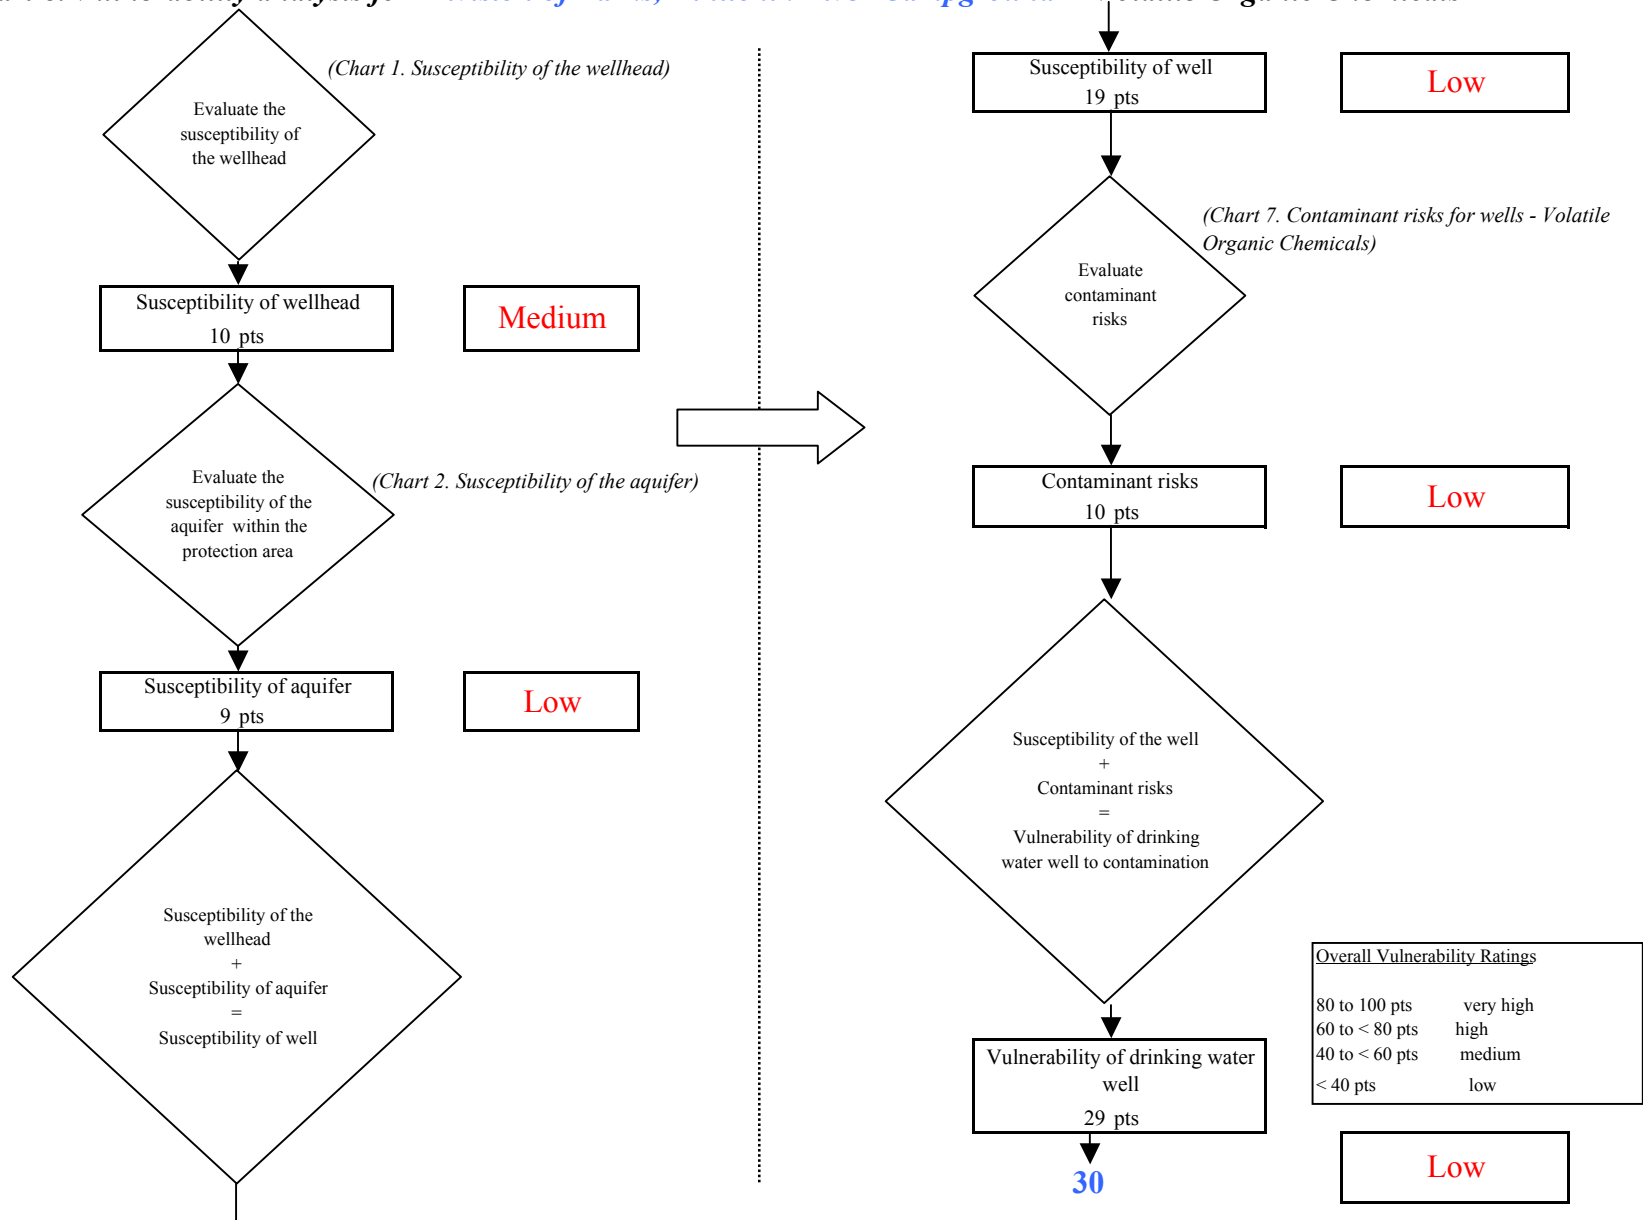 (Chart 1. Susceptibility of the wellhead)
Evaluate the
susceptibility of
the wellhead
Susceptibility of wellhead
10 pts
Medium
Evaluate the
susceptibility of the
aquifer within the
protection area
(Chart 2. Susceptibility of the aquifer)
Susceptibility of aquifer
9 pts
Low
Susceptibility of the
wellhead
+
Susceptibility of aquifer
=
Susceptibility of well
Susceptibility of well
19 pts
Low
(Chart 7. Contaminant risks for wells - Volatile
Organic Chemicals)
Evaluate
contaminant
risks
Contaminant risks
10 pts
Low
Susceptibility of the well
+
Contaminant risks
=
Vulnerability of drinking
water well to contamination
Vulnerability of drinking water
well
29 pts
30
Overall Vulnerability Ratings
80 to 100 pts very high
60 to < 80 pts high
40 to < 60 pts medium
< 40 pts low
Low